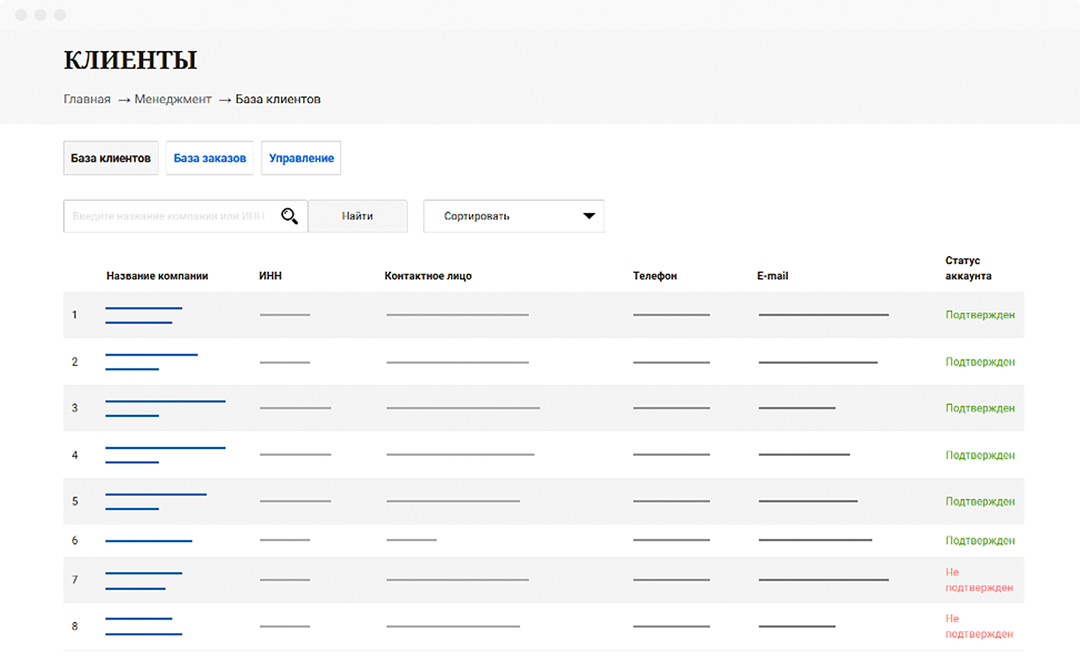 КЛИЕНТЫ
Главная → Менеджмент → База клиентов
База клиентов База заказов Управление
Введите название компании или ИНН Найти Сортировать
Название компании ИНН Контактное лицо Телефон E-mail Статус аккаунта
1 Подтвержден
2 Подтвержден
3 Подтвержден
4 Подтвержден
5 Подтвержден
6 Подтвержден
7 Не подтвержден
8 Не подтвержден